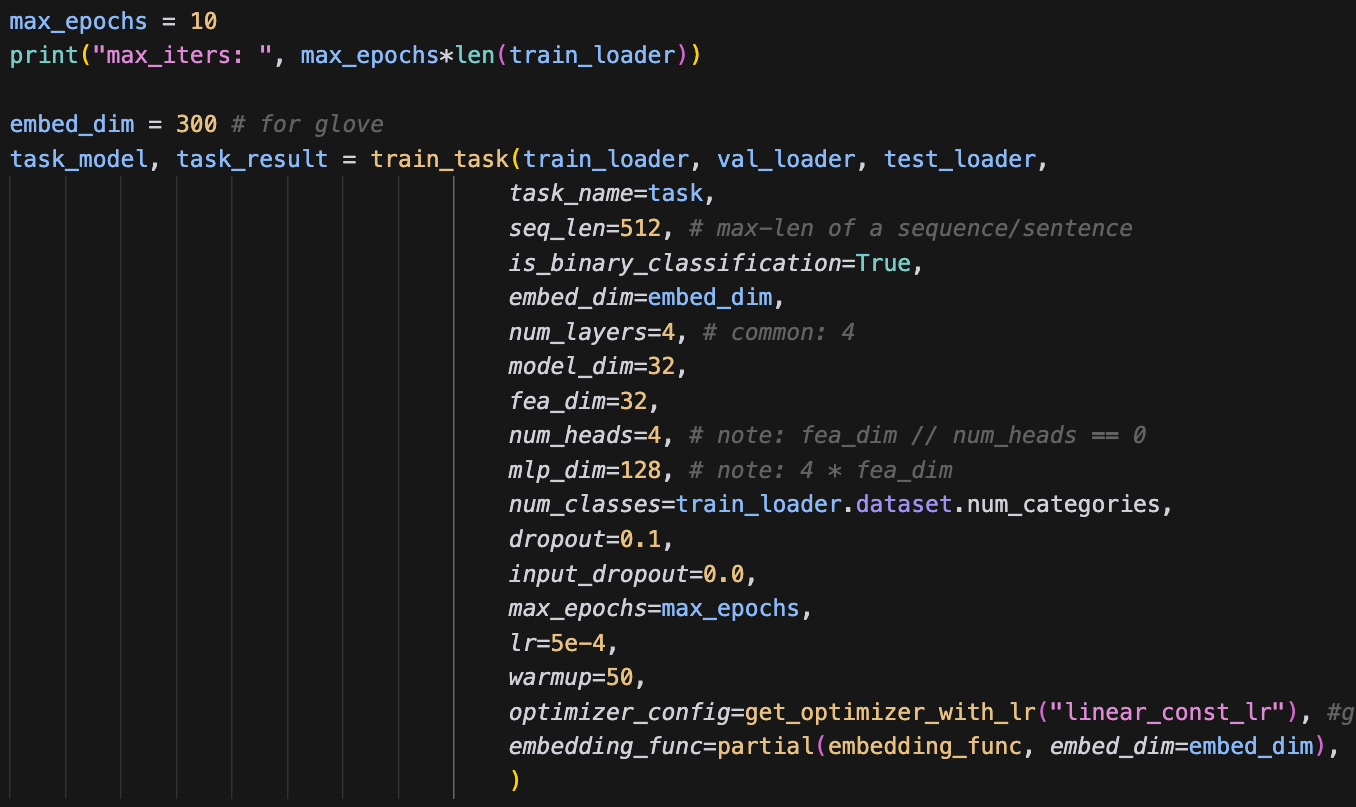 max_epochs = 10
print("max_iters: ", max_epochs*len(train_loader))
embed_dim = 300 # for glove
task_model, task_result = train_task(train_loader, val_loader, test_loader,
task_name=task,
seq_len=512, # max-len of a sequence/sentence
is_binary_classification=True,
embed_dim=embed_dim,
num_layers=4, # common: 4
model_dim=32,
fea_dim=32,
num_heads=4, # note: fea_dim // num_heads == 0
mlp_dim=128, # note: 4 * fea_dim
num_classes=train_loader.dataset.num_categories,
dropout=0.1,
input_dropout=0.0,
max_epochs=max_epochs,
lr=5e-4,
warmup=50,
optimizer_config=get_optimizer_with_lr("linear_const_lr"), #g
embedding_func=partial(embedding_func, embed_dim=embed_dim),
)